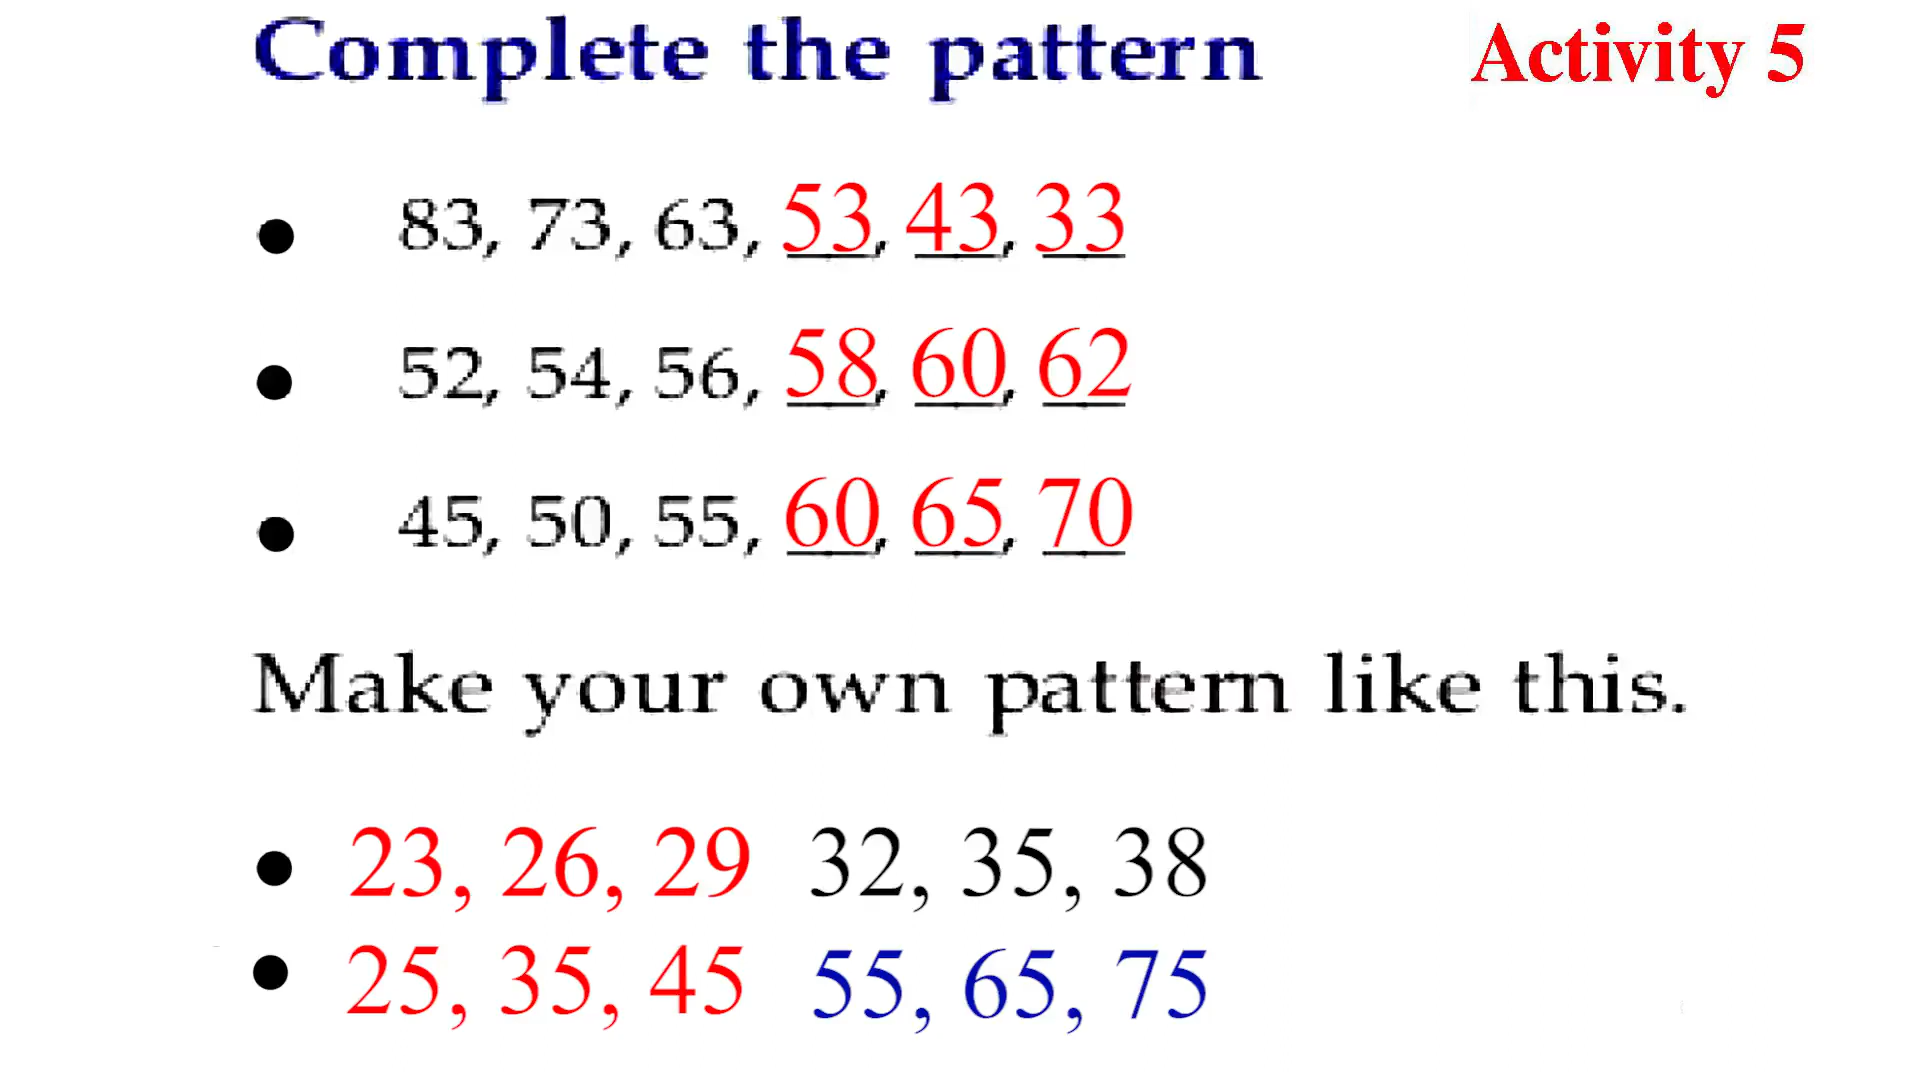 Complete the pattern Activity 5
● 83, 73, 63, 53, 43, 33
● 52, 54, 56, 58, 60, 62
● 45, 50, 55, 60, 65, 70
Make your own pattern like this.
● 23, 26, 29 32, 35, 38
● 25, 35, 45 55, 65, 75